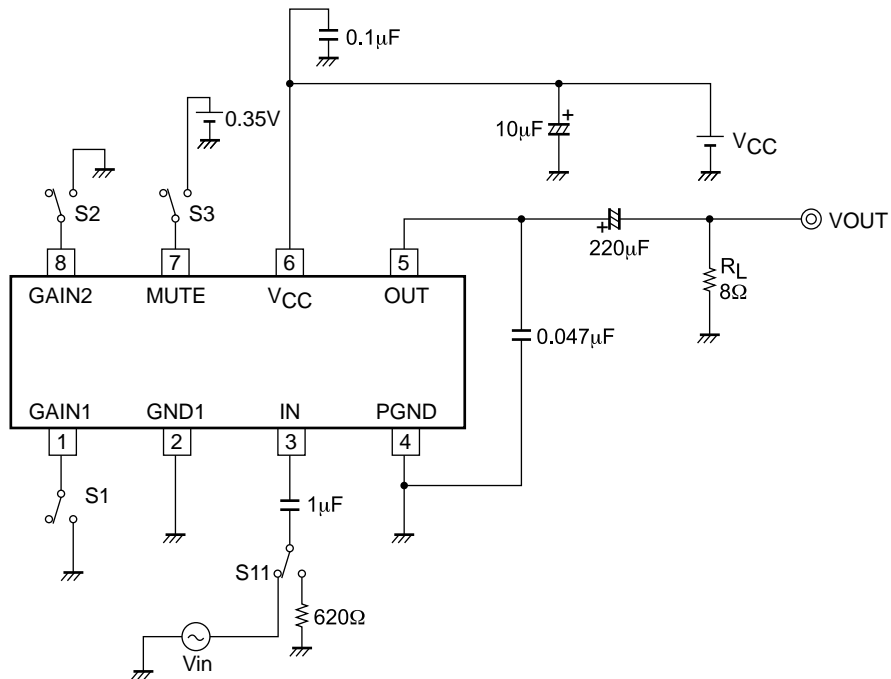 0.1μF
0.35V
10μF
+
VCC
S2
S3
VOUT
+
220μF
8
7
6
5
RL
8Ω
GAIN2
MUTE
VCC
OUT
0.047μF
GAIN1
GND1
IN
PGND
1
2
3
4
S1
1μF
S11
620Ω
Vin